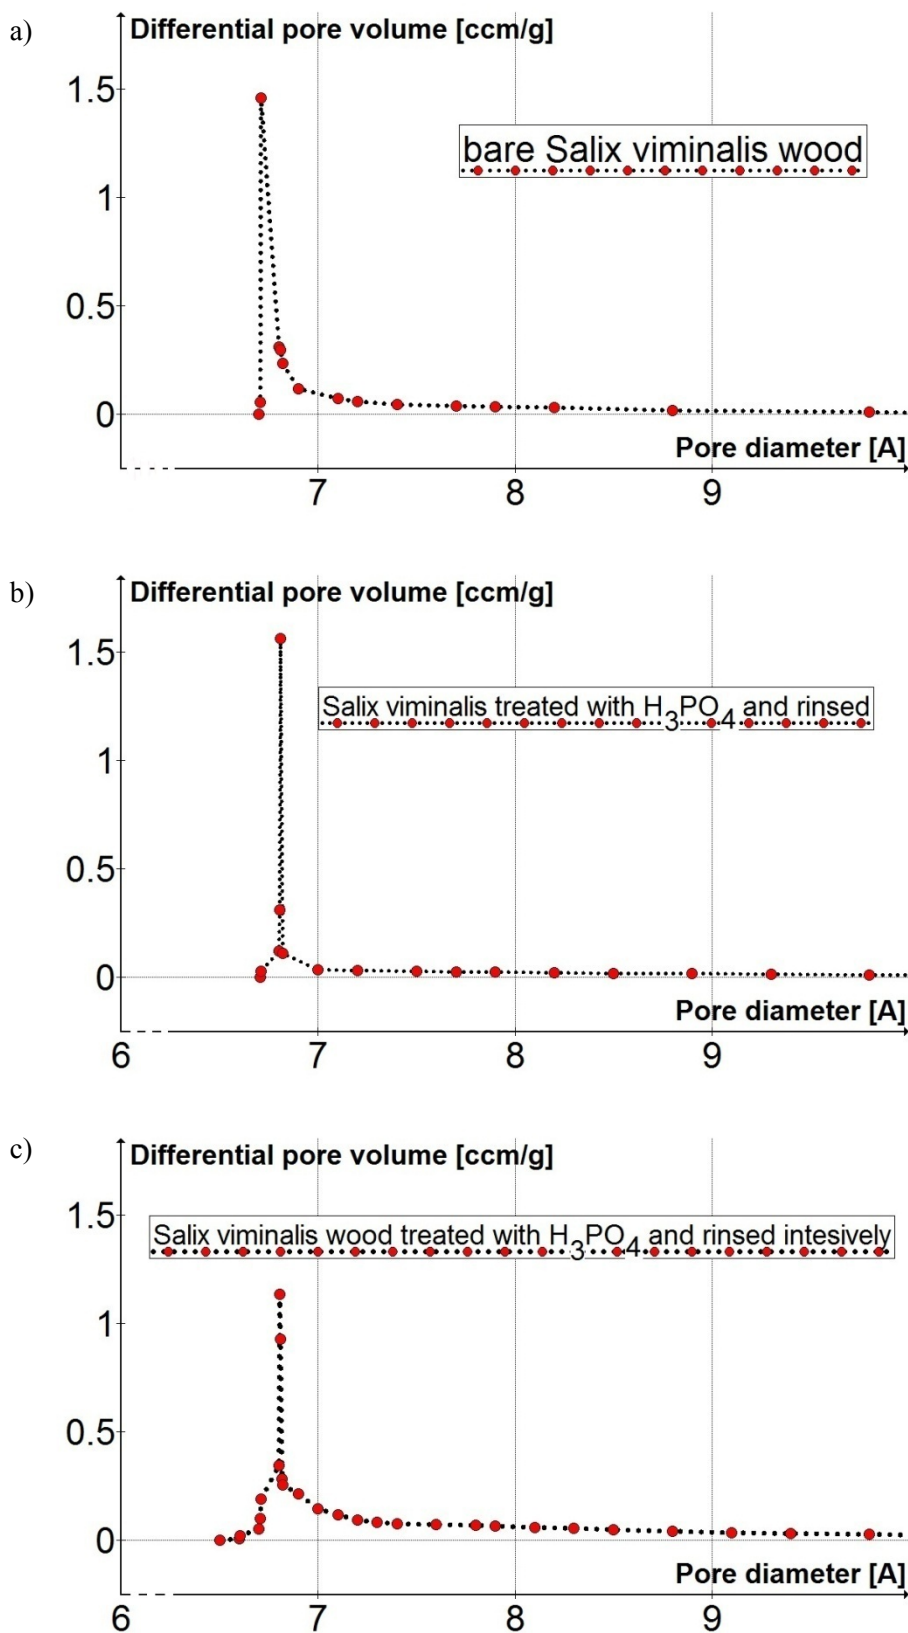 a)
Differential pore volume [ccm/g]
1.5
bare Salix viminalis wood
1
0.5
0
Pore diameter [A]
6 7 8 9
b)
Differential pore volume [ccm/g]
1.5
Salix viminalis treated with H3PO4 and rinsed
1
0.5
0
Pore diameter [A]
6 7 8 9
c)
Differential pore volume [ccm/g]
1.5
Salix viminalis wood treated with H3PO4 and rinsed intesively
1
0.5
0
Pore diameter [A]
6 7 8 9